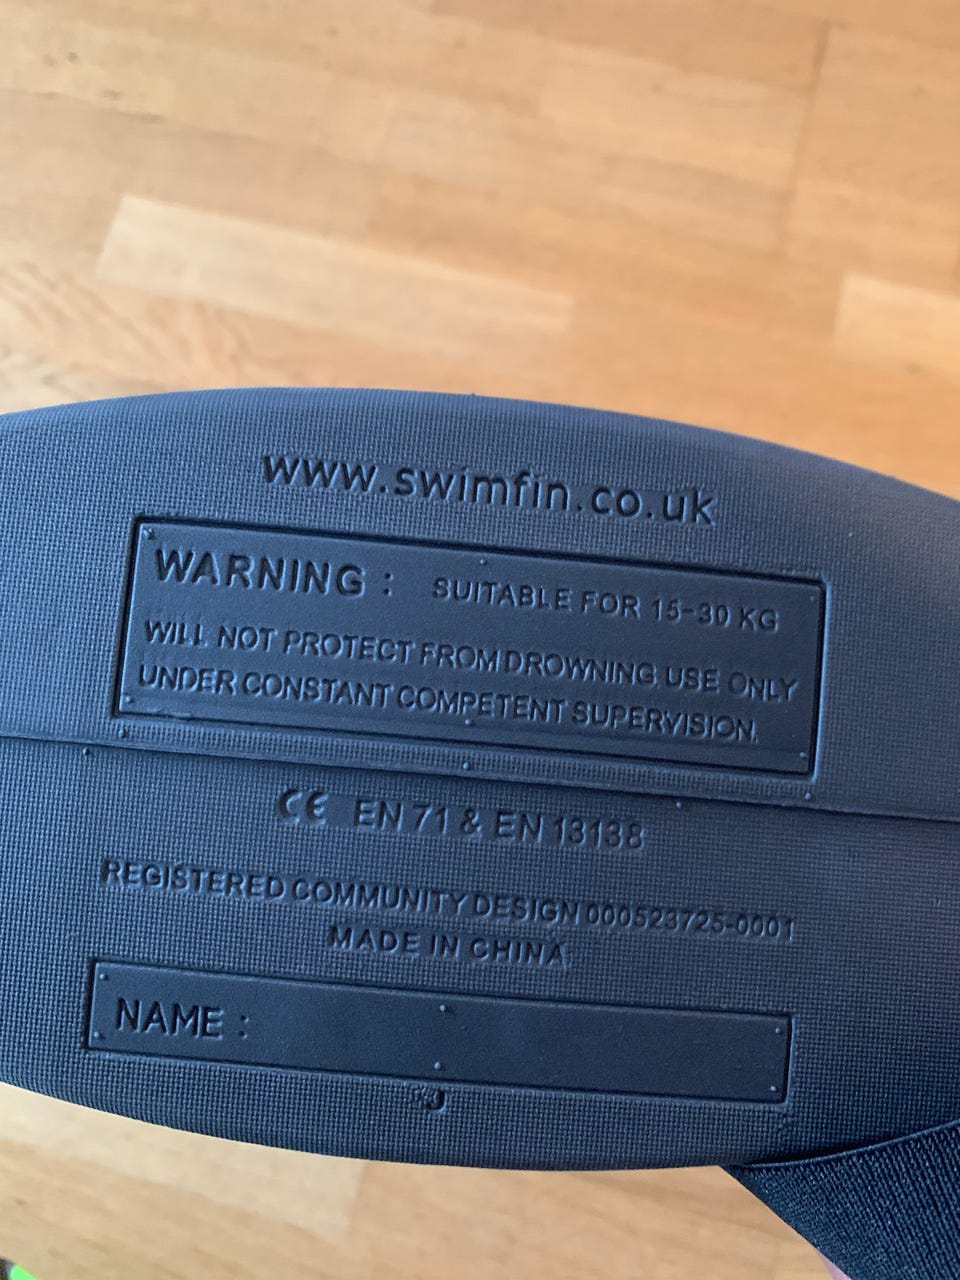 www.swimfin.co.uk
WARNING : SUITABLE FOR 15-30 KG
WILL NOT PROTECT FROM DROWNING USE ONLY
UNDER CONSTANT COMPETENT SUPERVISION.
CE EN 71 & EN 13138
REGISTERED COMMUNITY DESIGN 000523725-0001
MADE IN CHINA
NAME :